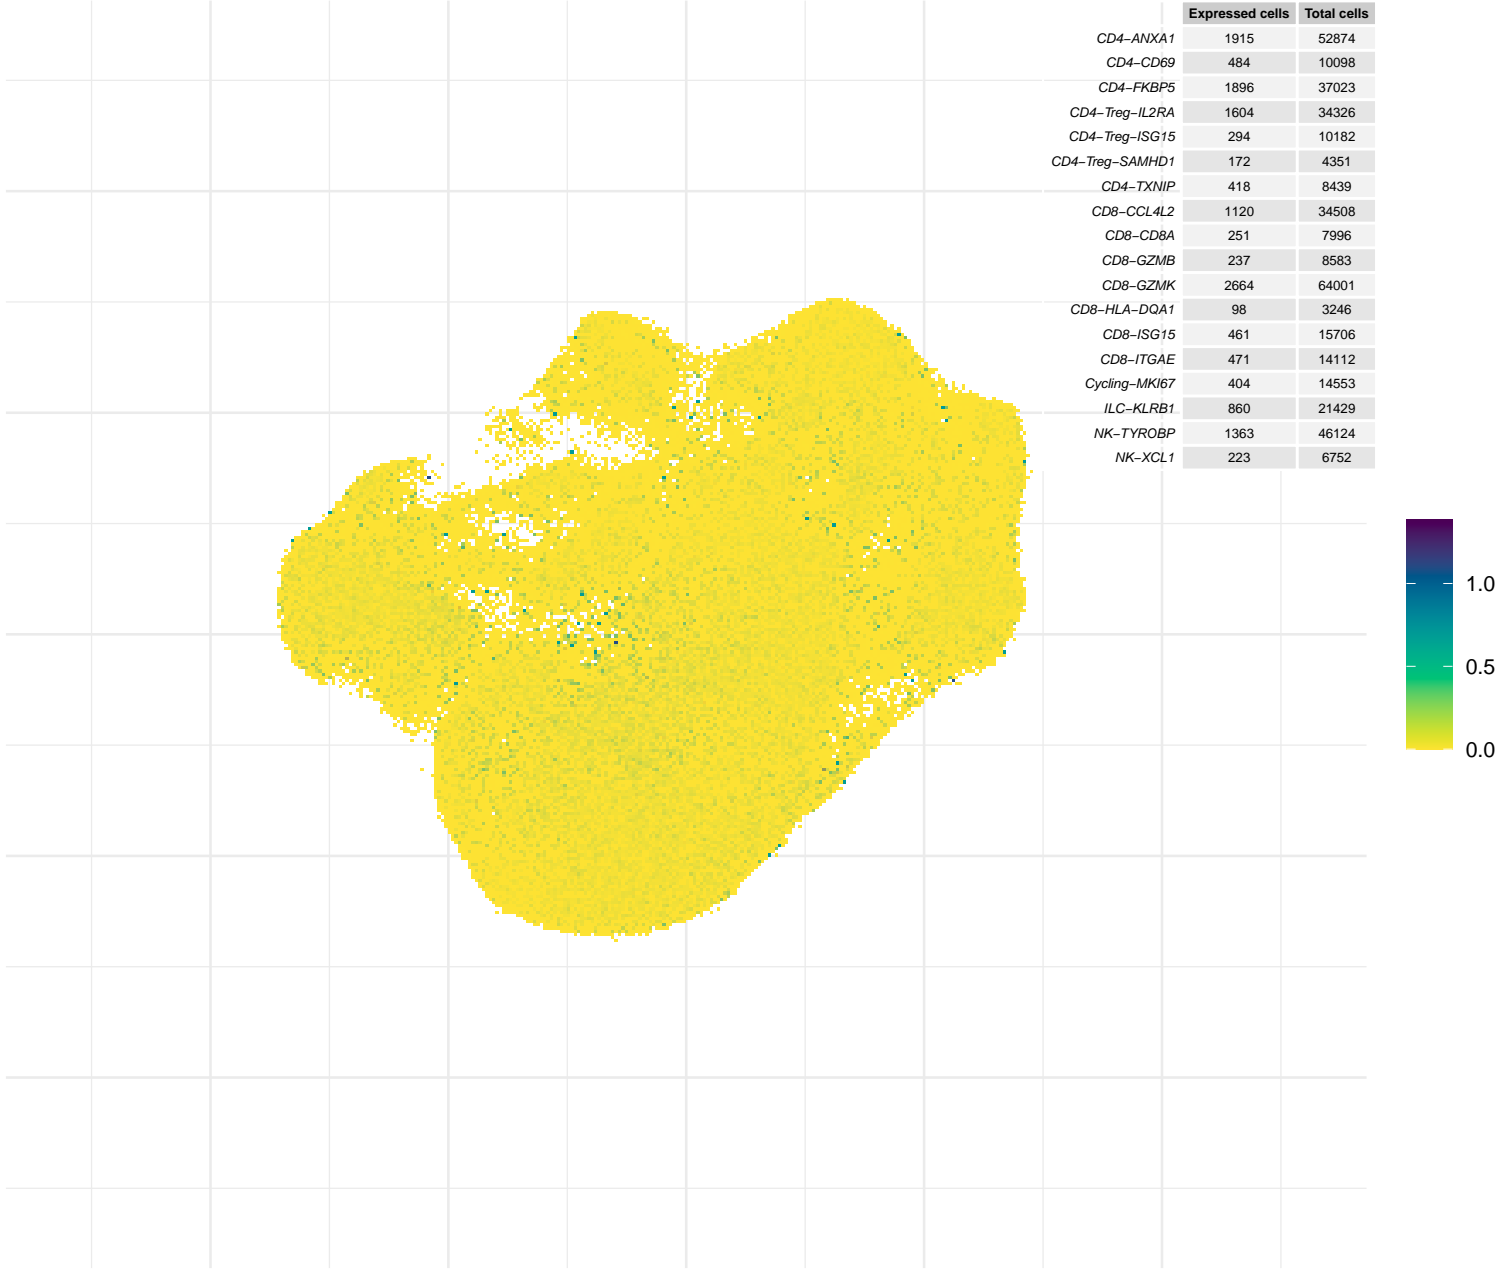 Expressed cells Total cells
CD4−ANXA1 1915 52874
CD4−CD69 484 10098
CD4−FKBP5 1896 37023
CD4−Treg−IL2RA 1604 34326
CD4−Treg−ISG15 294 10182
CD4−Treg−SAMHD1 172 4351
CD4−TXNIP 418 8439
CD8−CCL4L2 1120 34508
CD8−CD8A 251 7996
CD8−GZMB 237 8583
CD8−GZMK 2664 64001
CD8−HLA−DQA1 98 3246
CD8−ISG15 461 15706
CD8−ITGAE 471 14112
Cycling−MKI67 404 14553
ILC−KLRB1 860 21429
NK−TYROBP 1363 46124
NK−XCL1 223 6752
1.0
0.5
0.0